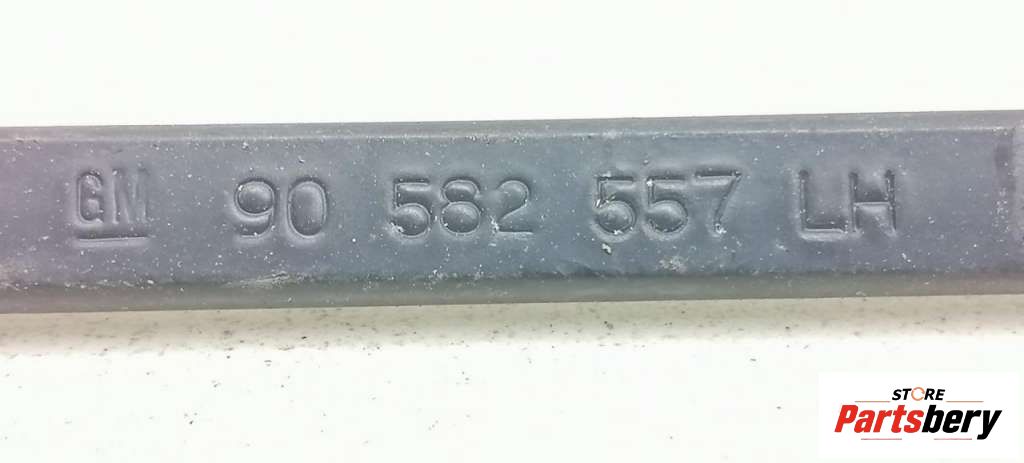 GM 90 582 557 LH
STORE
Partsbery